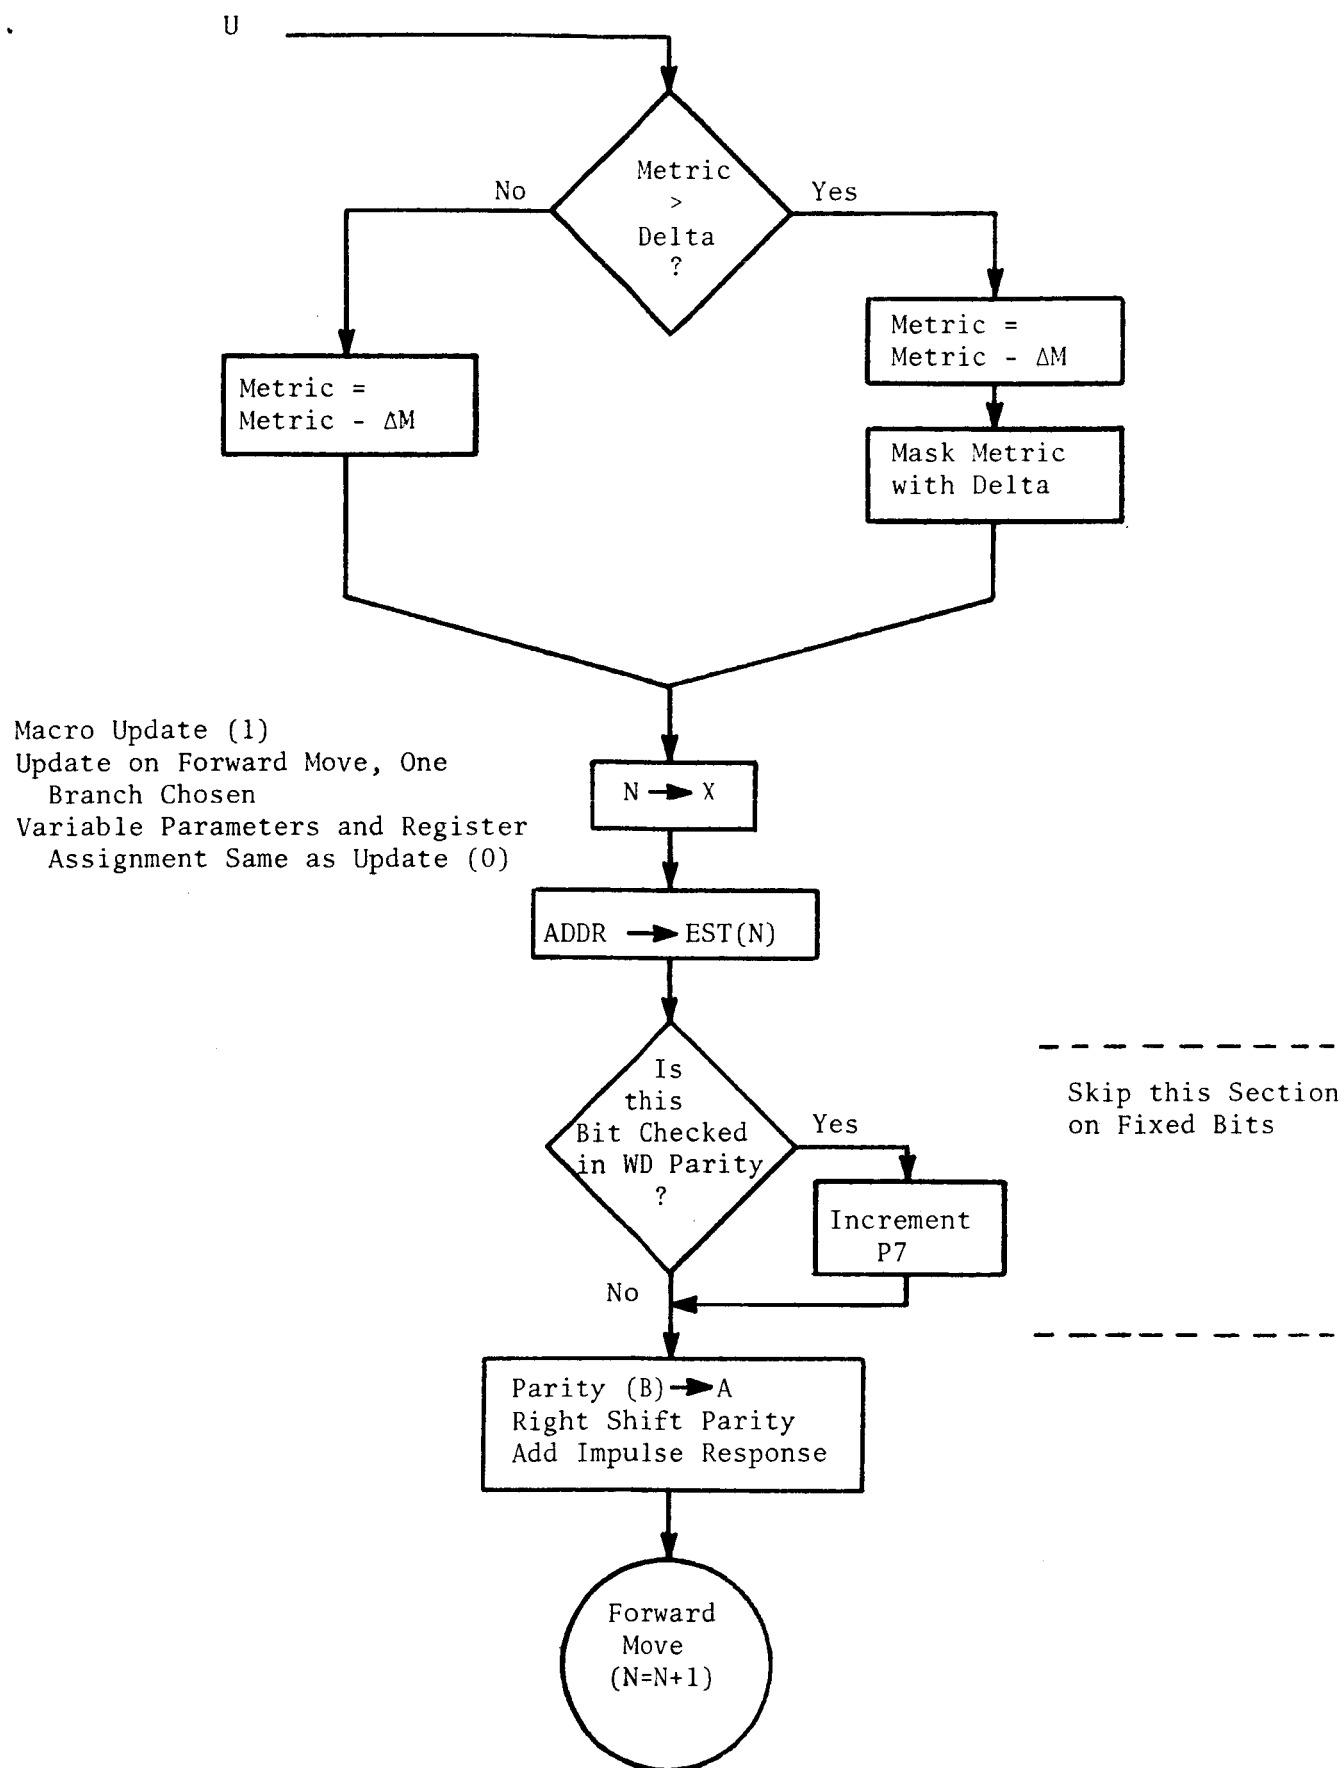 U
Metric
>
Delta
?
No
Yes
Metric =
Metric - ΔM
Metric =
Metric - ΔM
Mask Metric
with Delta
Macro Update (1)
Update on Forward Move, One
Branch Chosen
Variable Parameters and Register
Assignment Same as Update (0)
N → X
ADDR → EST(N)
Is
this
Bit Checked
in WD Parity
?
Yes
Increment
P7
No
Skip this Section
on Fixed Bits
Parity (B) → A
Right Shift Parity
Add Impulse Response
Forward
Move
(N=N+1)